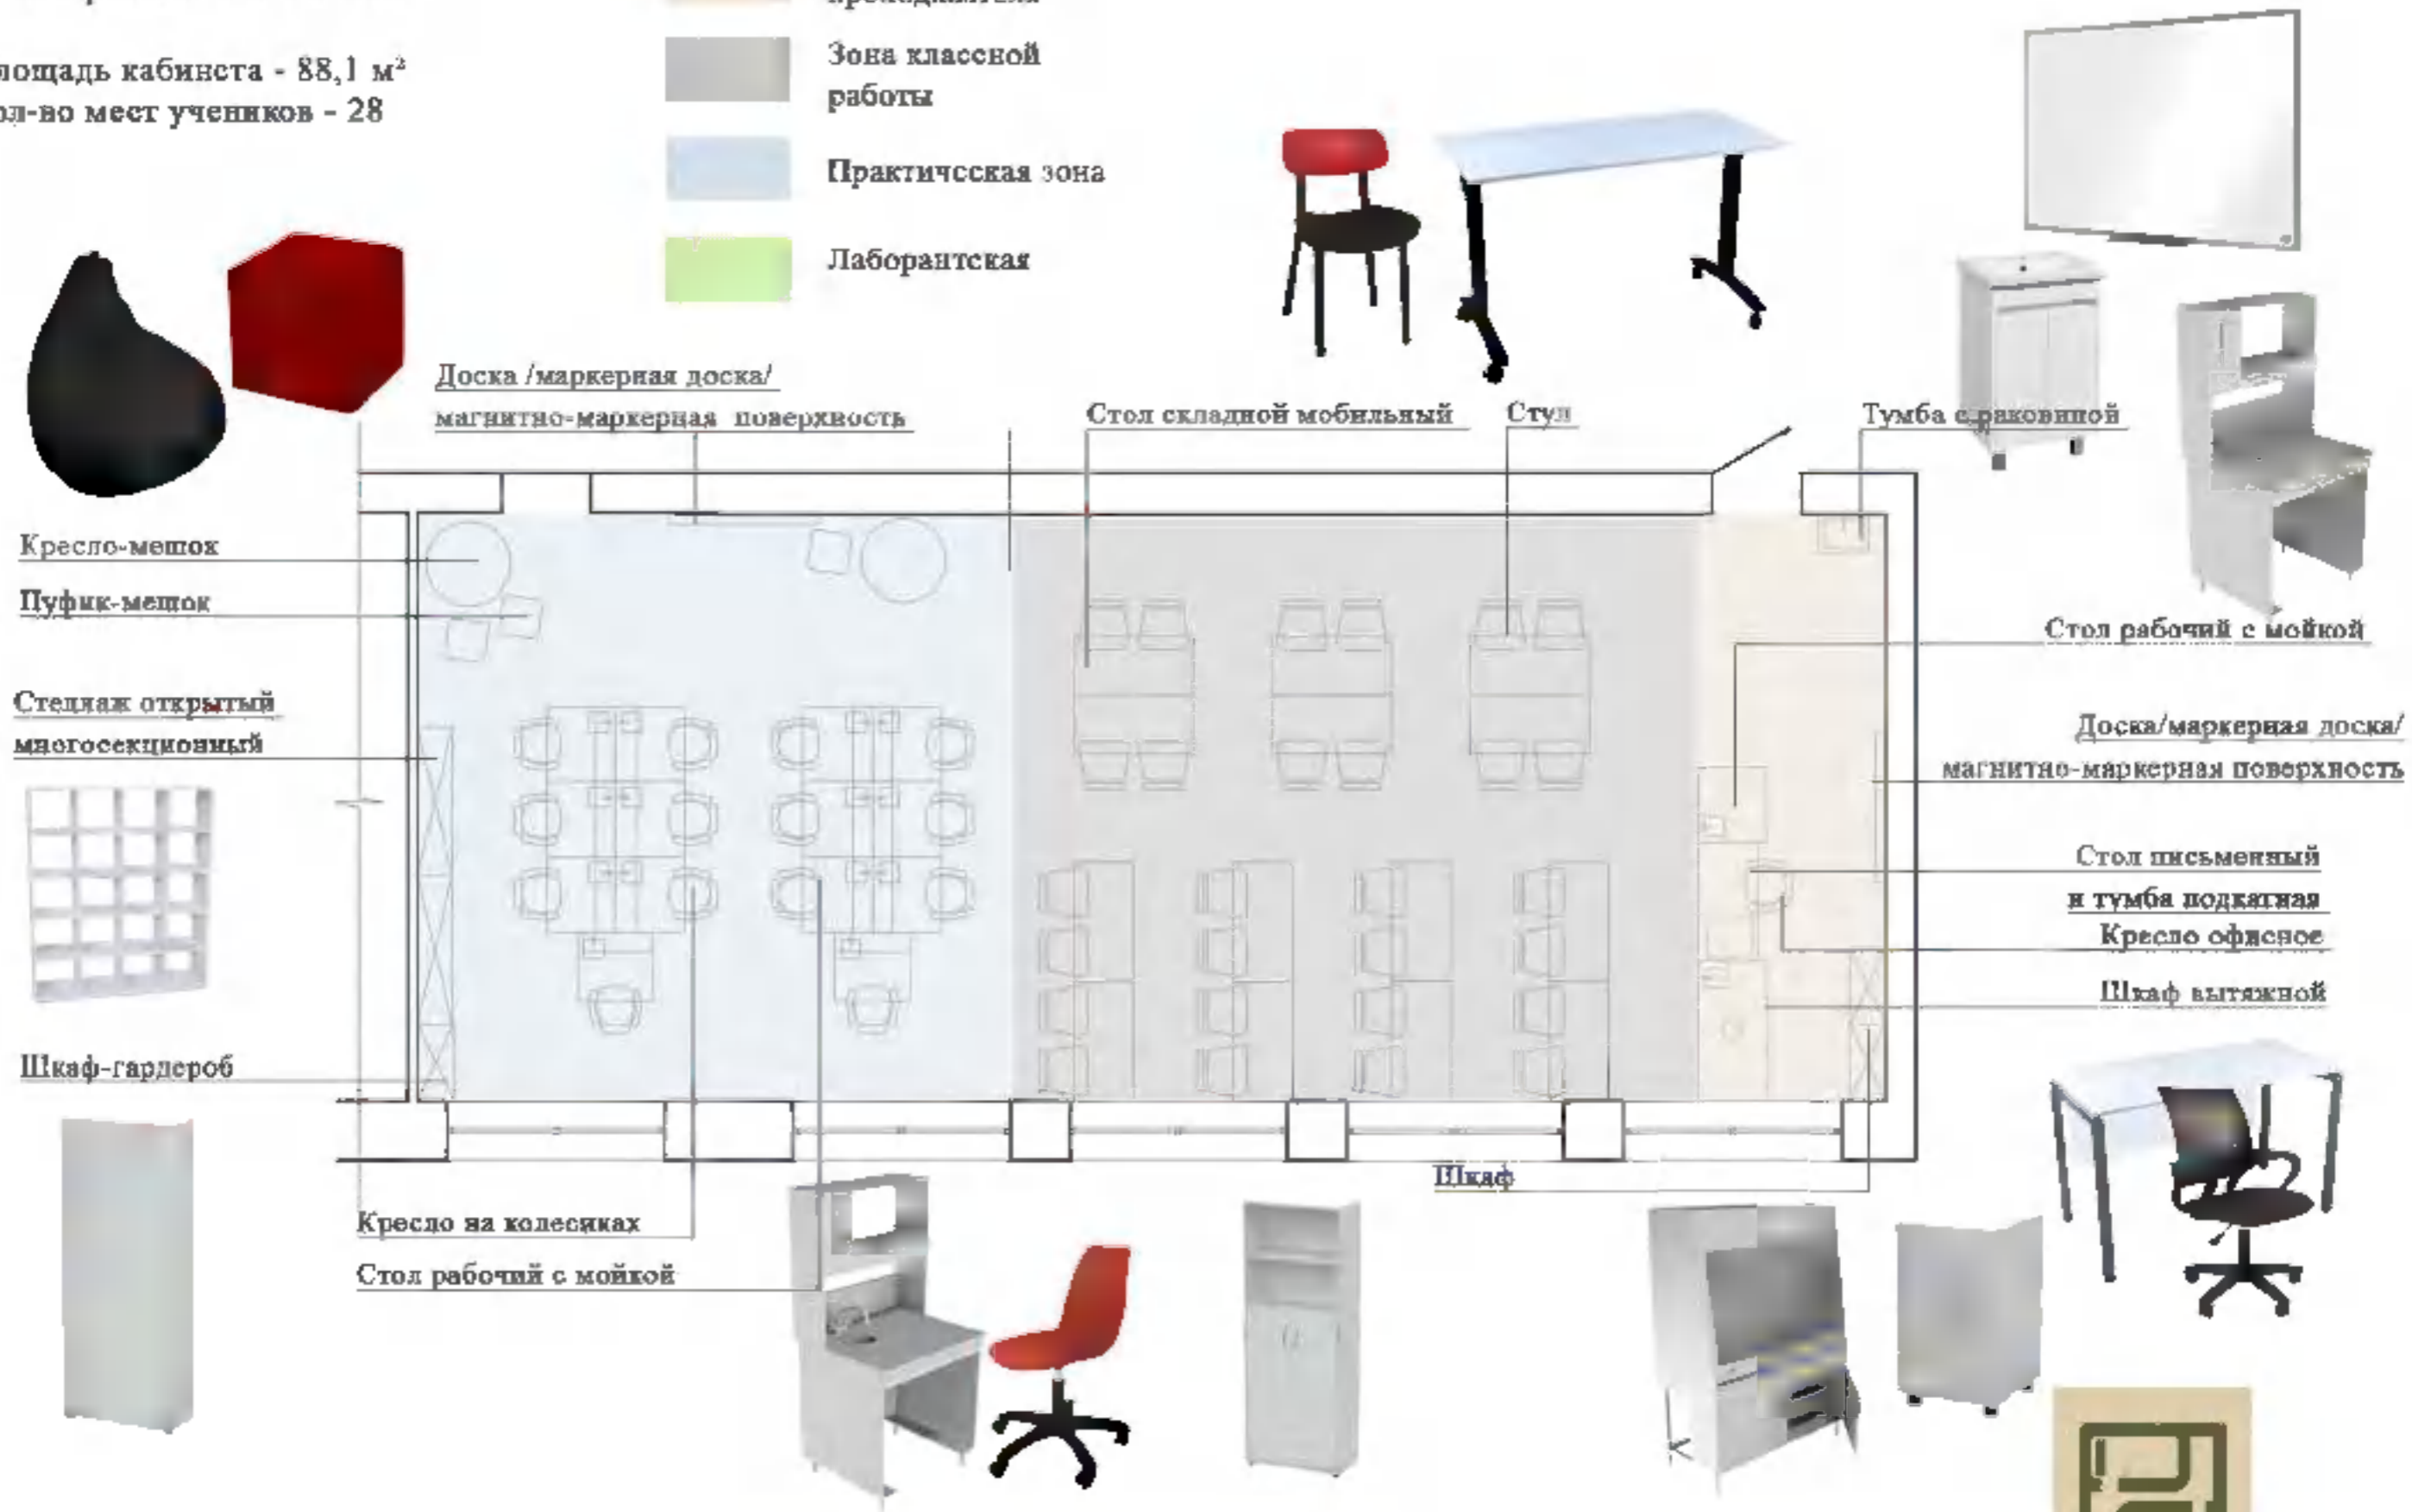 площадь кабинета - 88,1 м²
кол-во мест учеников - 28
преподавателя
Зона классной
работы
Практическая зона
Лаборантская
Доска /маркерная доска/
магнитно-маркерная поверхность
Стол складной мобильный
Стул
Тумба с раковиной
Кресло-мешок
Пуфик-мешок
Стеллаж открытый
многосекционный
Шкаф-гардероб
Стол рабочий с мойкой
Доска/маркерная доска/
магнитно-маркерная поверхность
Стол письменный
и тумба подкатная
Кресло офисное
Шкаф вытяжной
Шкаф
Кресло на колесиках
Стол рабочий с мойкой